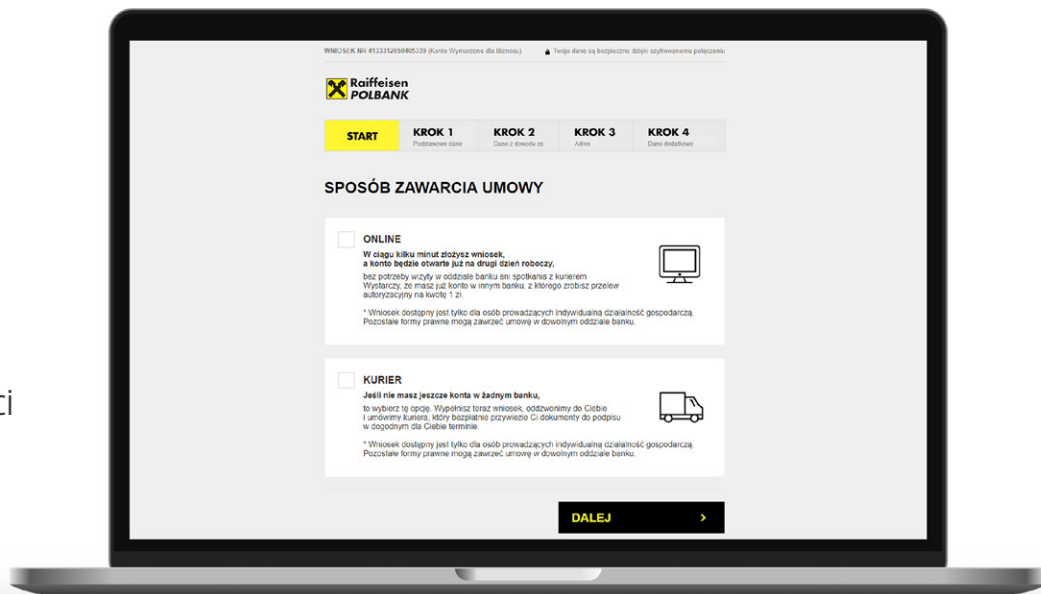 WNIOSEK NR 4133312050405339 (Konto Wymarzone dla Biznesu)
Twoje dane są bezpieczne dzięki szyfrowanemu połączeniu
Raiffeisen
POLBANK
START
KROK 1
Podstawowe dane
KROK 2
Dane z dowodu os.
KROK 3
Adres
KROK 4
Dane dodatkowe
SPOSÓB ZAWARCIA UMOWY
ONLINE
W ciągu kilku minut złożysz wniosek,
a konto będzie otwarte już na drugi dzień roboczy,
bez potrzeby wizyty w oddziale banku ani spotkania z kurierem
Wystarczy, że masz już konto w innym banku, z którego zrobisz przelew
autoryzacyjny na kwotę 1 zł.
* Wniosek dostępny jest tylko dla osób prowadzących indywidualną działalność gospodarczą.
Pozostałe formy prawne mogą zawrzeć umowę w dowolnym oddziale banku.
KURIER
Jeśli nie masz jeszcze konta w żadnym banku,
to wybierz tę opcję. Wypełnisz teraz wniosek, oddzwonimy do Ciebie
i umówimy kuriera, który bezpłatnie przywiezie Ci dokumenty do podpisu
w dogodnym dla Ciebie terminie.
* Wniosek dostępny jest tylko dla osób prowadzących indywidualną działalność gospodarczą.
Pozostałe formy prawne mogą zawrzeć umowę w dowolnym oddziale banku.
ci
DALEJ